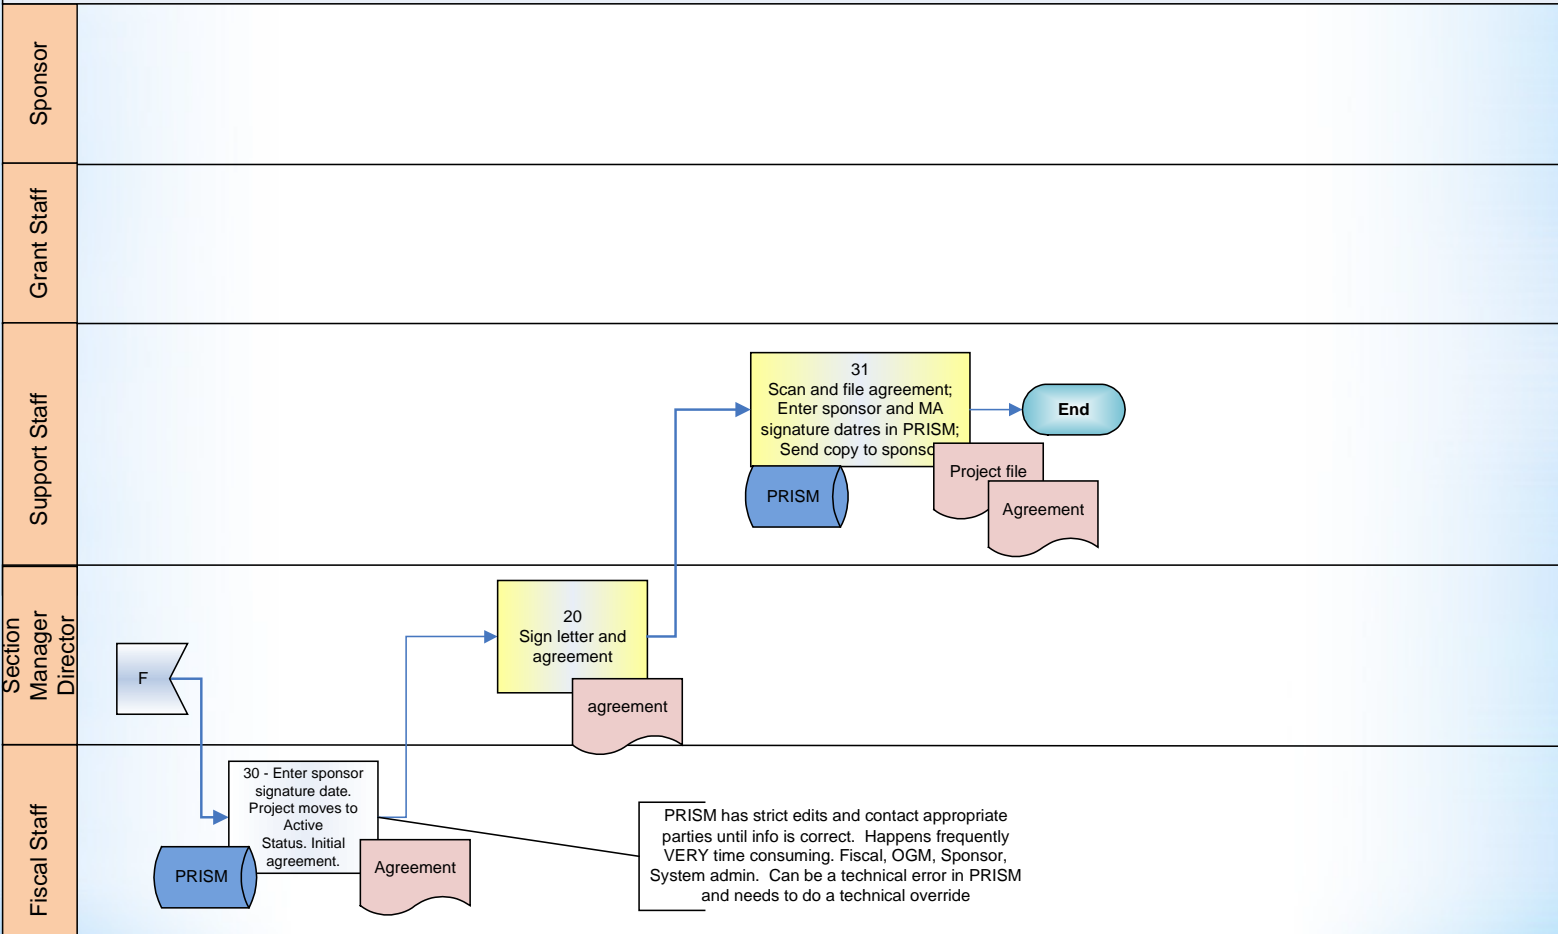 Sponsor
Grant Staff
Support Staff
31
Scan and file agreement;
Enter sponsor and MA
signature datres in PRISM;
Send copy to sponso
End
PRISM
Project file
Agreement
Section
Manager
Director
F
20
Sign letter and
agreement
agreement
Fiscal Staff
30 - Enter sponsor
signature date.
Project moves to
Active
Status. Initial
agreement.
PRISM
Agreement
PRISM has strict edits and contact appropriate
parties until info is correct.  Happens frequently
VERY time consuming. Fiscal, OGM, Sponsor,
System admin.  Can be a technical error in PRISM
and needs to do a technical override